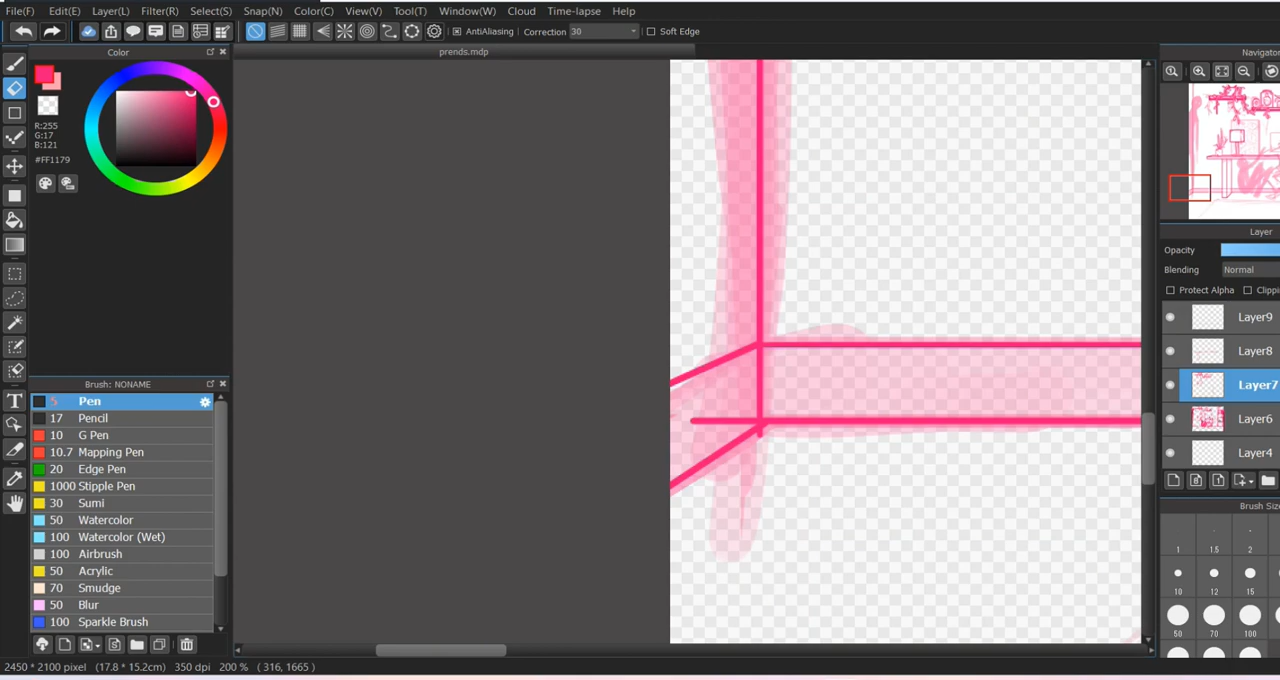 File(F) Edit(E) Layer(L) Filter(R) Select(S) Snap(N) Color(C) View(V) Tool(T) Window(W) Cloud Time-lapse Help
AntiAliasing Correction 30 Soft Edge
Color
prends.mdp
Navigator
R:255
G:17
B:121
#FF1179
Layer
Opacity
Blending Normal
Protect Alpha Clippi
Layer9
Layer8
Layer7
Layer6
Layer4
Brush: NONAME
5 Pen
17 Pencil
10 G Pen
10.7 Mapping Pen
20 Edge Pen
1000 Stipple Pen
30 Sumi
50 Watercolor
100 Watercolor (Wet)
100 Airbrush
50 Acrylic
70 Smudge
50 Blur
100 Sparkle Brush
Brush Size
1 1.5 2
10 12 15
50 70 100
2450 * 2100 pixel (17.8 * 15.2cm) 350 dpi 200 % ( 316, 1665 )